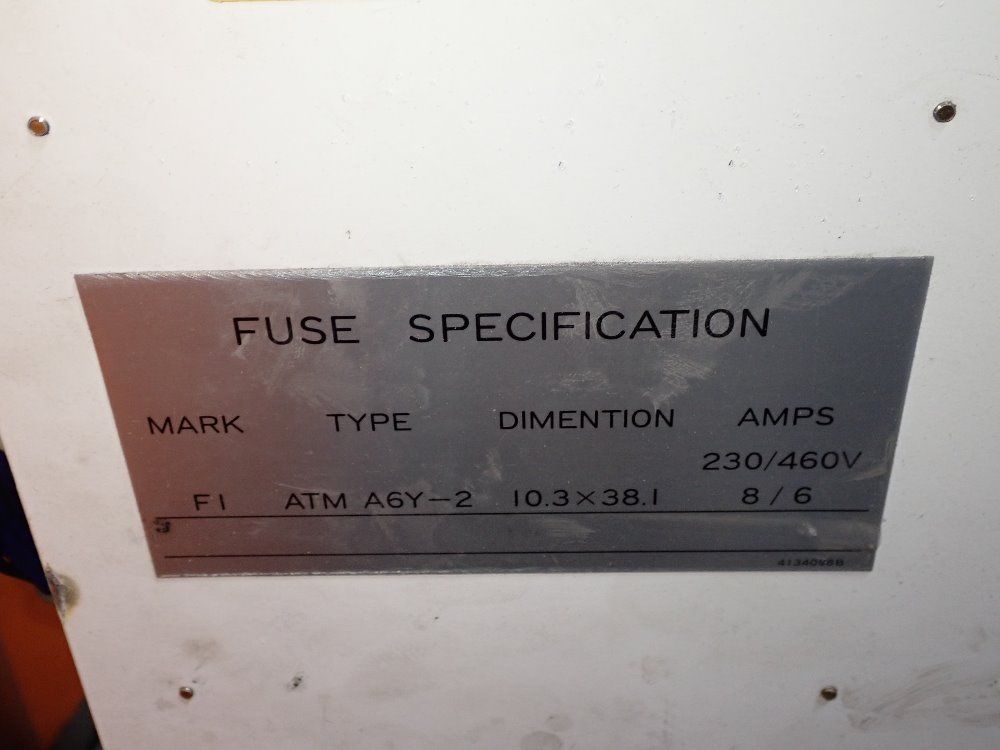 FUSE SPECIFICATION
MARK TYPE DIMENTION AMPS
230/460V
F1 ATM A6Y-2 10.3×38.1 8/6